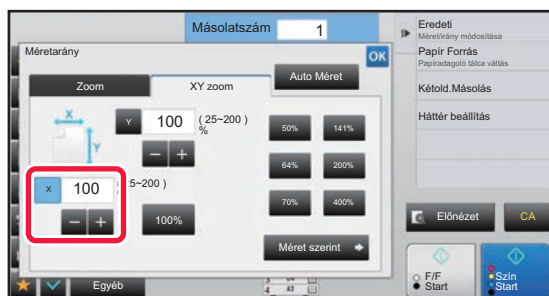 Másolatszám 1
Méretarány
OK
Zoom
XY zoom
Auto Méret
X
Y
Y 100 ( 25~200 )
%
50% 141%
64% 200%
70% 400%
X 100 5~200 )
100%
Méret szerint
Egyéb
A3
Eredeti
Méret/irány módosítása
Papír Forrás
Papíradagoló tálca váltás
Kétold.Másolás
Háttér beállítás
Előnézet
CA
F/F
Start
Szín
Start